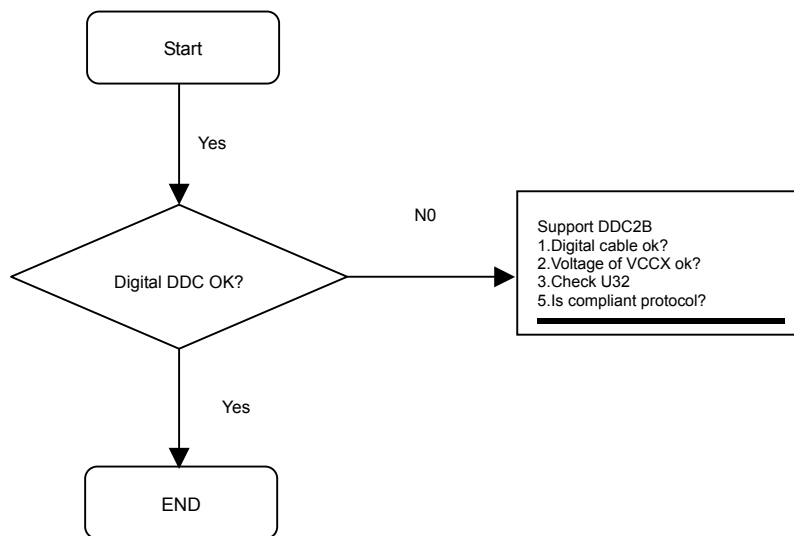 Start
Yes
Digital DDC OK?
N0
Support DDC2B
1.Digital cable ok?
2.Voltage of VCCX ok?
3.Check U32
5.Is compliant protocol?
Yes
END